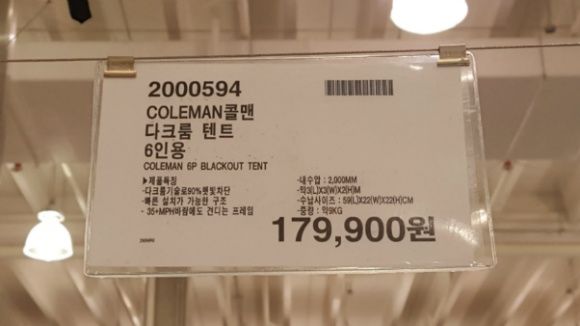 2000594
COLEMAN콜맨
다크룸 텐트
6인용
COLEMAN 6P BLACKOUT TENT
▶제품특징
-다크룸기술로90%햇빛차단
-빠른 설치가 가능한 구조
- 35+MPH바람에도 견디는 프레임
-내수압 : 2,000MM
-약3(L)X3(W)X2(H)M
-수납사이즈 : 59(L)X22(W)X22(H)CM
-중량 : 약9KG
179,900원